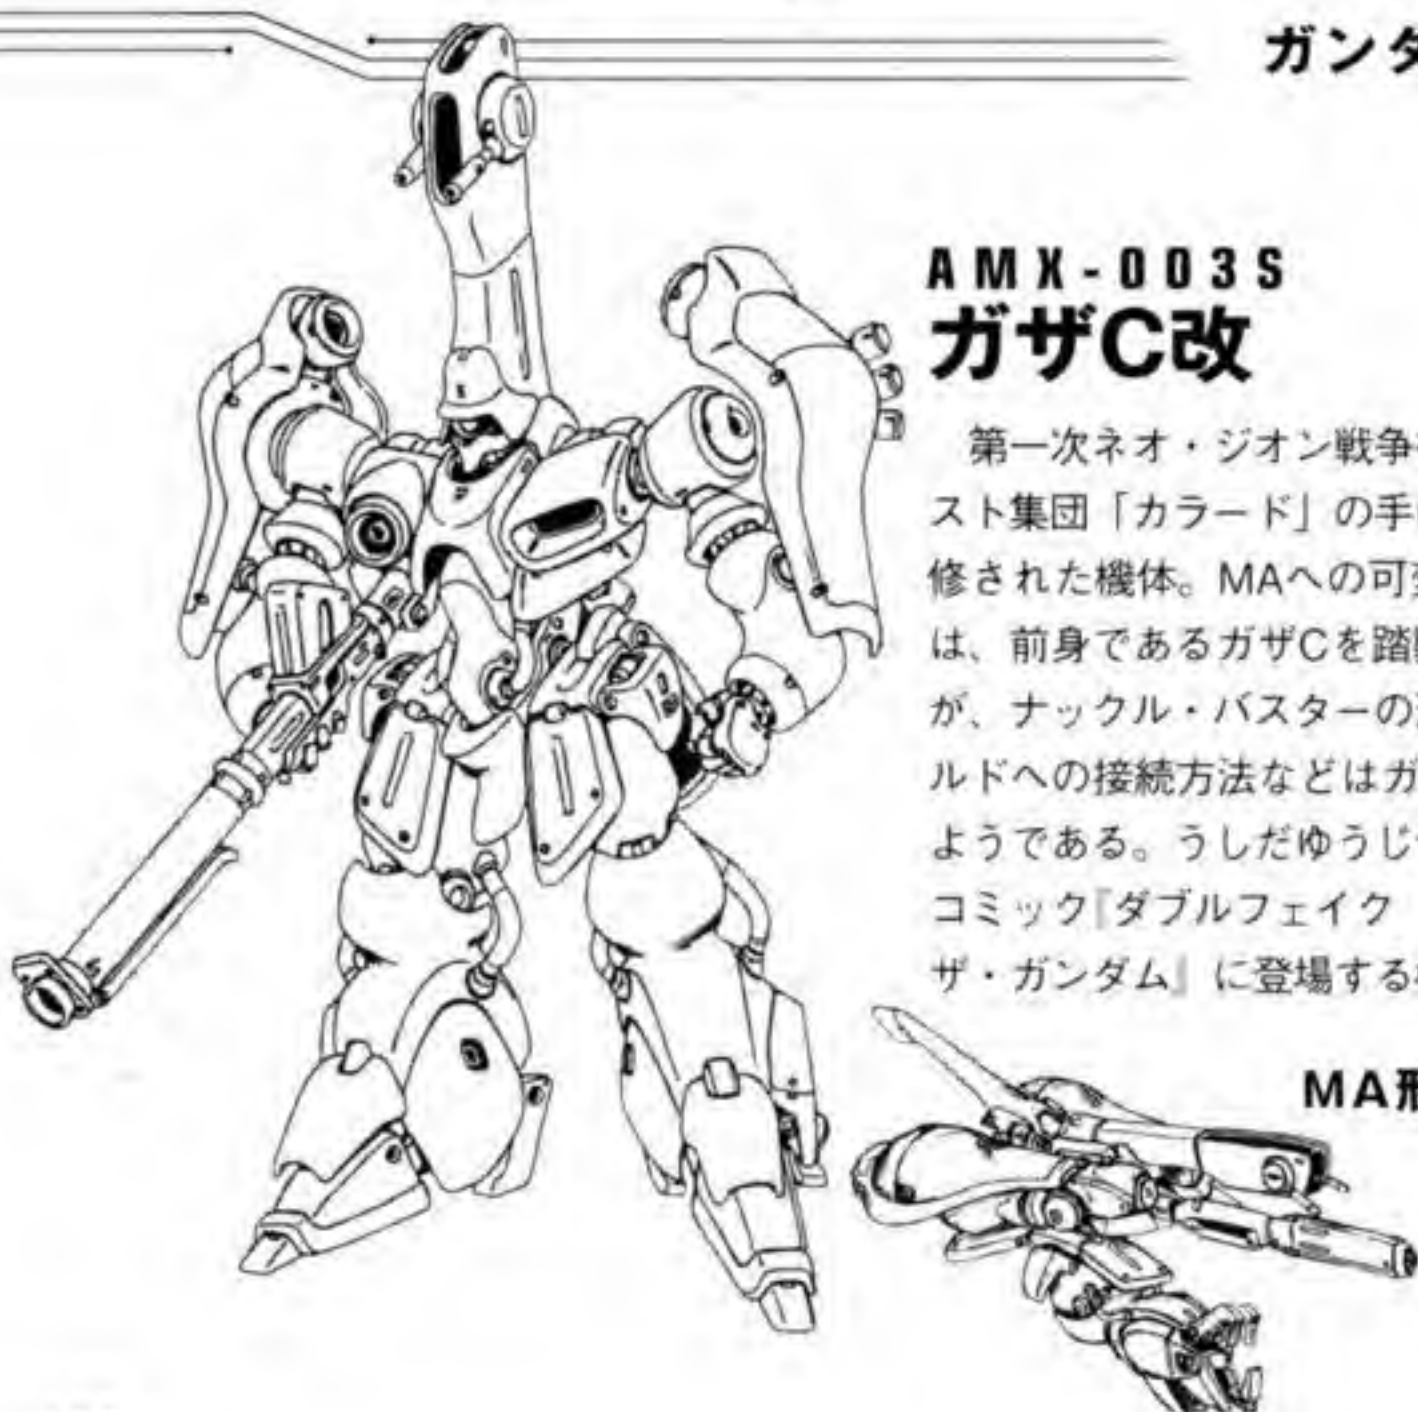 ガンダ
AMX-003S
ガザC改
第一次ネオ・ジオン戦争
スト集団「カラード」の手
修された機体。MAへの可変
は、前身であるガザCを踏
が、ナックル・バスターの
ルドへの接続方法などはガ
ようである。うしだゆうじ
コミック『ダブルフェイク
ザ・ガンダム』に登場する
MA形